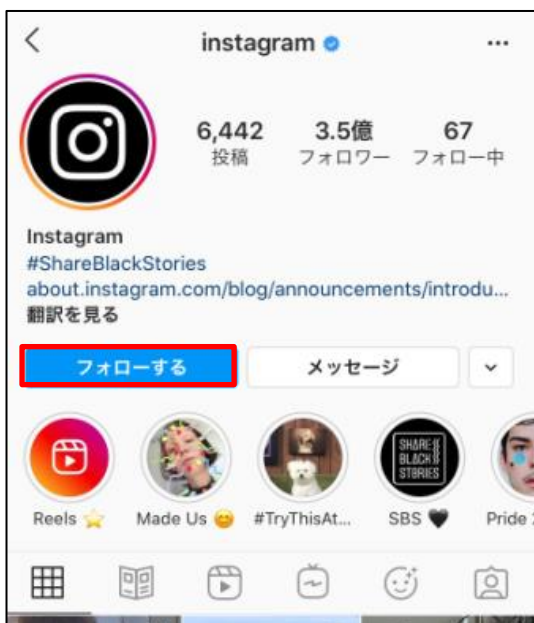 instagram
6,442 3.5億 67
投稿 フォロワー フォロー中
Instagram
#ShareBlackStories
about.instagram.com/blog/announcements/introdu...
翻訳を見る
フォローする メッセージ
SHARE
BLACK
STORIES
Reels ⭐ Made Us 😊 #TryThisAt... SBS 🖤 Pride